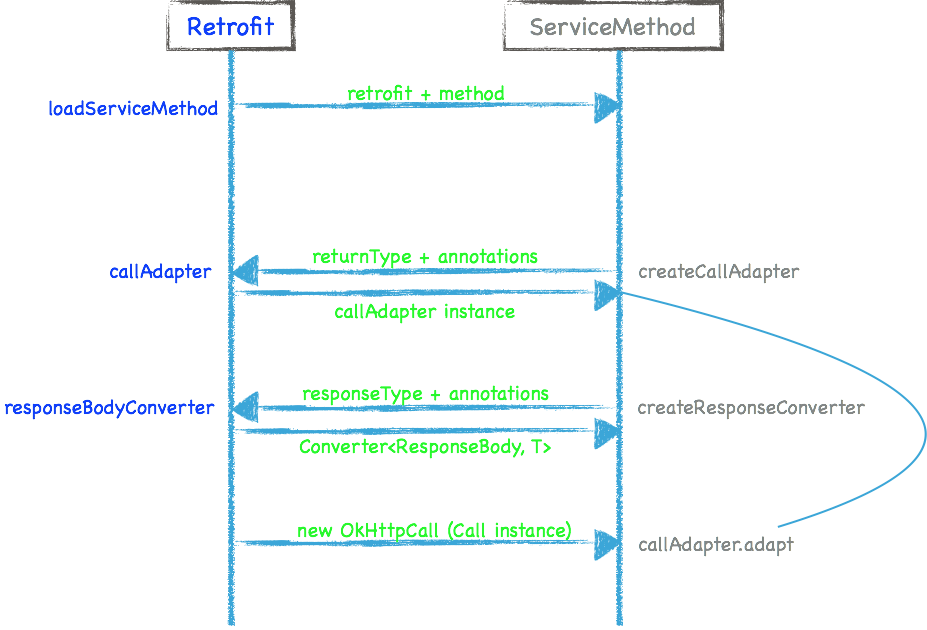 Retrofit
ServiceMethod
retrofit + method
loadServiceMethod
returnType + annotations
callAdapter
createCallAdapter
callAdapter instance
responseType + annotations
responseBodyConverter
createResponseConverter
Converter<ResponseBody, T>
new OkHttpCall (Call instance)
callAdapter.adapt